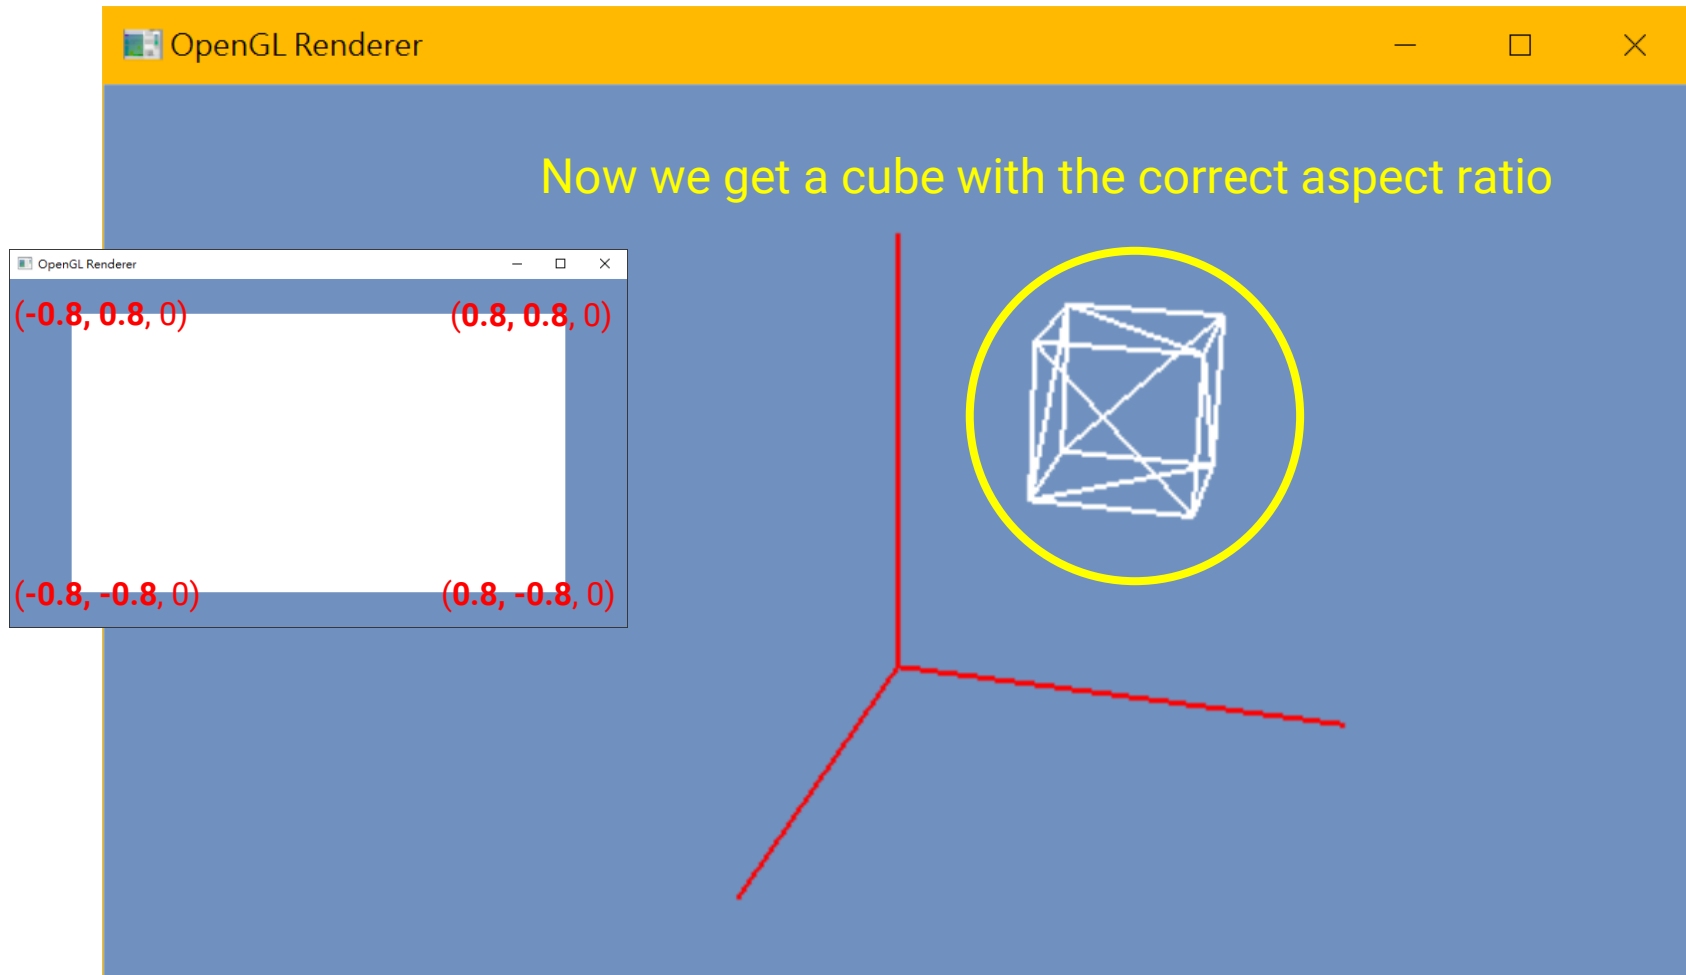 OpenGL Renderer
Now we get a cube with the correct aspect ratio
OpenGL Renderer
(-0.8, 0.8, 0) (0.8, 0.8, 0)
(-0.8, -0.8, 0) (0.8, -0.8, 0)